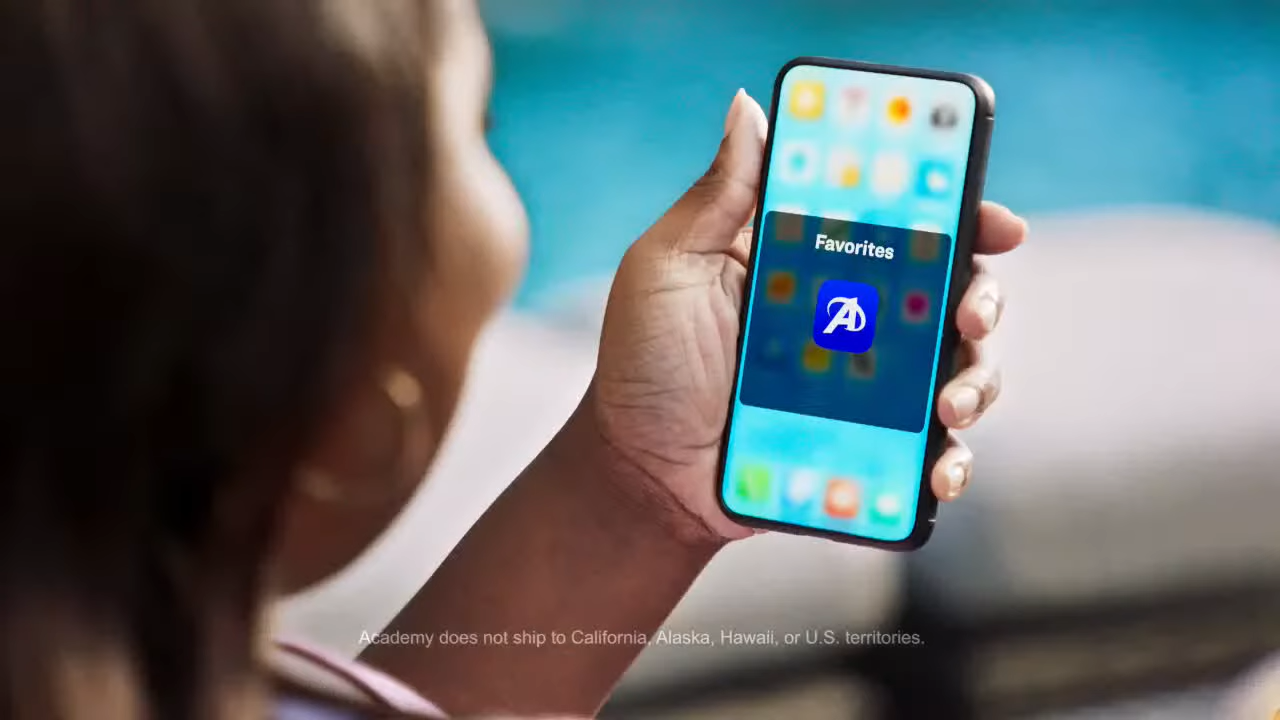 Favorites
A
Academy does not ship to California, Alaska, Hawaii, or U.S. territories.